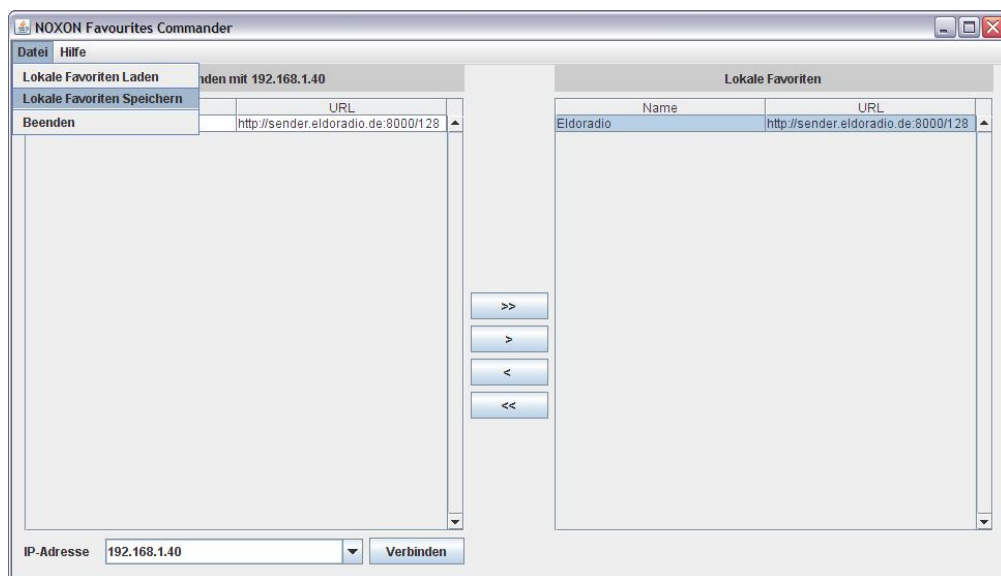 NOXON Favourites Commander
Datei Hilfe
Lokale Favoriten Laden
Lokale Favoriten Speichern
Beenden
mit 192.168.1.40
URL
http://sender.eldoradio.de:8000/128
Lokale Favoriten
Name URL
Eldoradio http://sender.eldoradio.de:8000/128
>>
>
<
<<
IP-Adresse 192.168.1.40 Verbinden